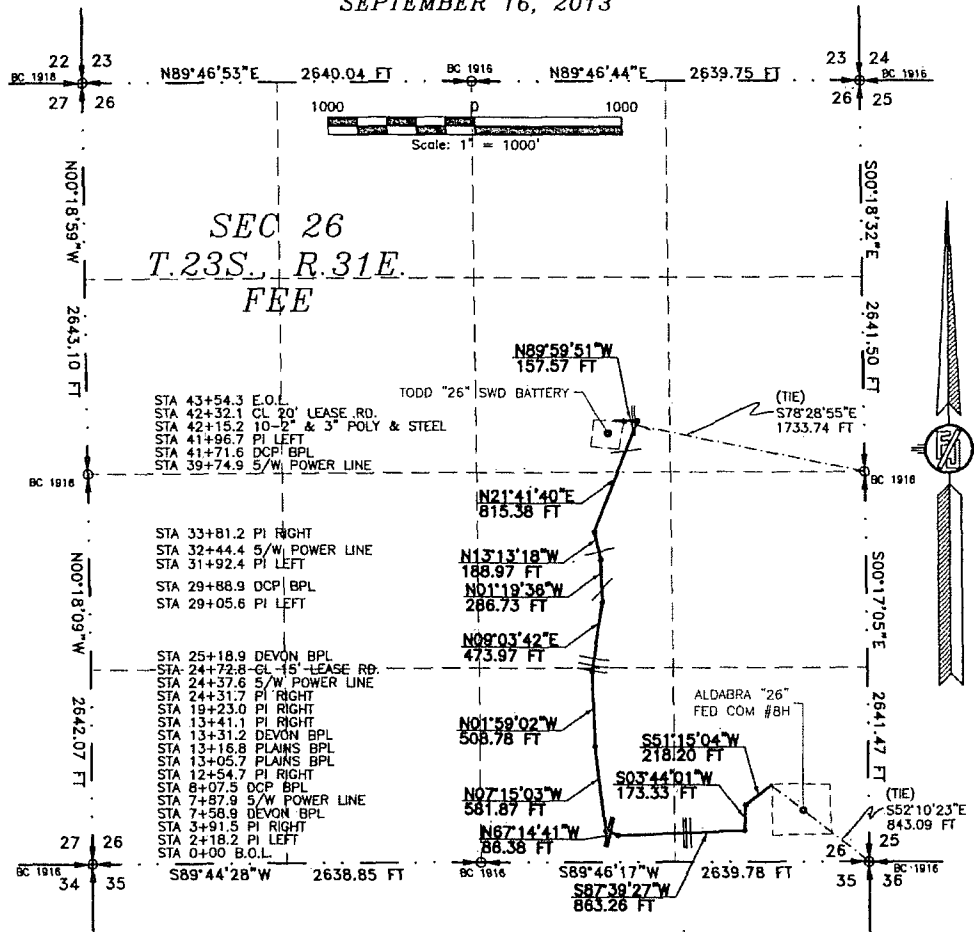 SEPTEMBER 16, 2013
22 23
23 24
BC 1918
N89°46'53"E 2640.04 FT
BC 1916
N89°46'44"E 2639.75 FT
BC 1916
27 26
26 25
1000 0 1000
Scale: 1" = 1000'
N00°18'59"W 2643.10 FT
S00°18'32"E 2641.50 FT
SEC 26
T.23S., R.31E.
FEE
N89°59'51"W
157.57 FT
TODD "26" SWD BATTERY
(TIE)
S78°28'55"E
1733.74 FT
STA 43+54.3 E.O.L.
STA 42+32.1 CL 20' LEASE RD.
STA 42+15.2 10-2" & 3" POLY & STEEL
STA 41+96.7 PI LEFT
STA 41+71.6 DCP BPL
STA 39+74.9 5/W POWER LINE
BC 1916
BC 1916
N21°41'40"E
815.38 FT
STA 33+81.2 PI RIGHT
STA 32+44.4 5/W POWER LINE
STA 31+92.4 PI LEFT
STA 29+88.9 DCP BPL
STA 29+05.6 PI LEFT
N13°13'18"W
188.97 FT
N01°19'38"W
286.73 FT
N09°03'42"E
473.97 FT
N00°18'09"W 2642.07 FT
S00°17'05"E 2641.47 FT
STA 25+18.9 DEVON BPL
STA 24+72.8 CL 15' LEASE RD.
STA 24+37.6 5/W POWER LINE
STA 24+31.7 PI RIGHT
STA 19+23.0 PI RIGHT
STA 13+41.1 PI RIGHT
STA 13+31.2 DEVON BPL
STA 13+16.8 PLAINS BPL
STA 13+05.7 PLAINS BPL
STA 12+54.7 PI RIGHT
STA 8+07.5 DCP BPL
STA 7+87.9 5/W POWER LINE
STA 7+58.9 DEVON BPL
STA 3+91.5 PI RIGHT
STA 2+18.2 PI LEFT
STA 0+00 B.O.L.
N01°59'02"W
508.78 FT
N07°15'03"W
581.87 FT
N67°14'41"W
86.38 FT
ALDABRA "26"
FED COM #8H
S51°15'04"W
218.20 FT
S03°44'01"W
173.33 FT
(TIE)
S52°10'23"E
843.09 FT
27 26
26 25
BC 1916
34 35
S89°44'28"W 2638.85 FT
BC 1916
S89°46'17"W 2639.78 FT
35 36
BC 1916
S87°39'27"W
863.26 FT